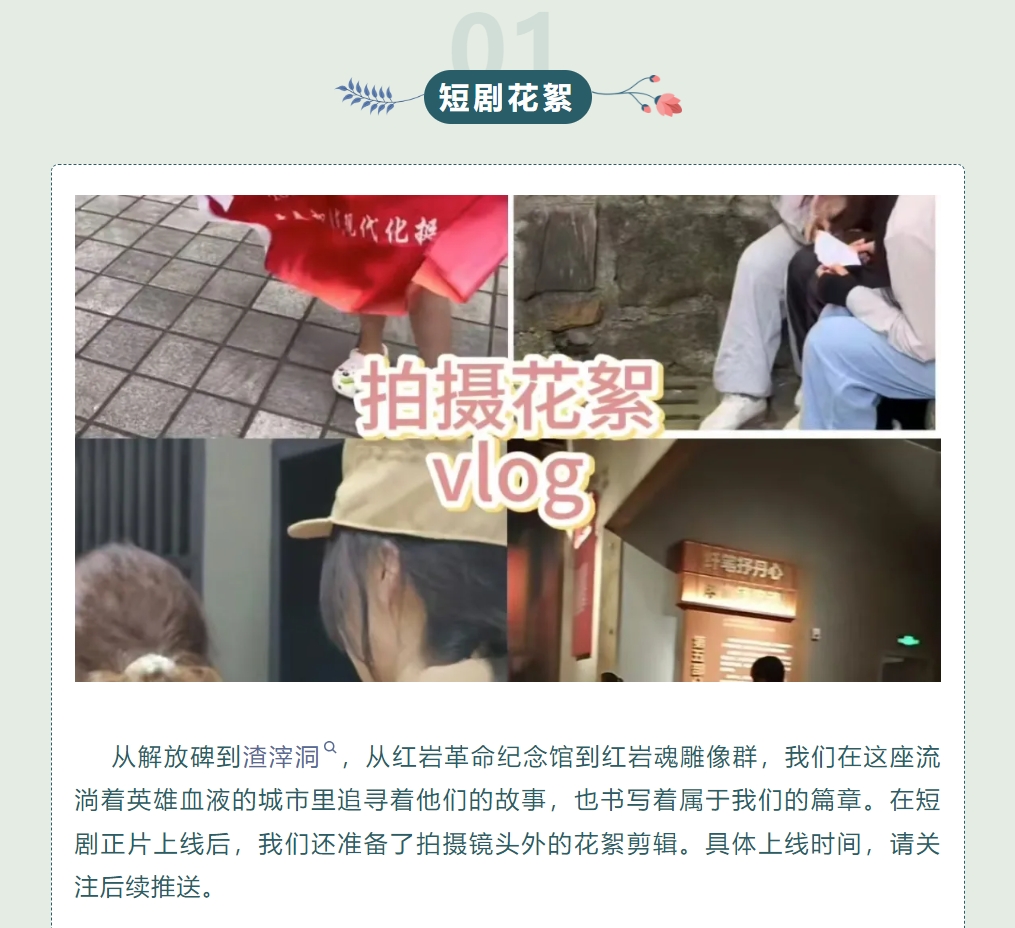 01
短剧花絮
现代化挺
拍摄花絮
vlog
纤笔抒丹心
从解放碑到渣滓洞，从红岩革命纪念馆到红岩魂雕像群，我们在这座流
淌着英雄血液的城市里追寻着他们的故事，也书写着属于我们的篇章。在短
剧正片上线后，我们还准备了拍摄镜头外的花絮剪辑。具体上线时间，请关
注后续推送。